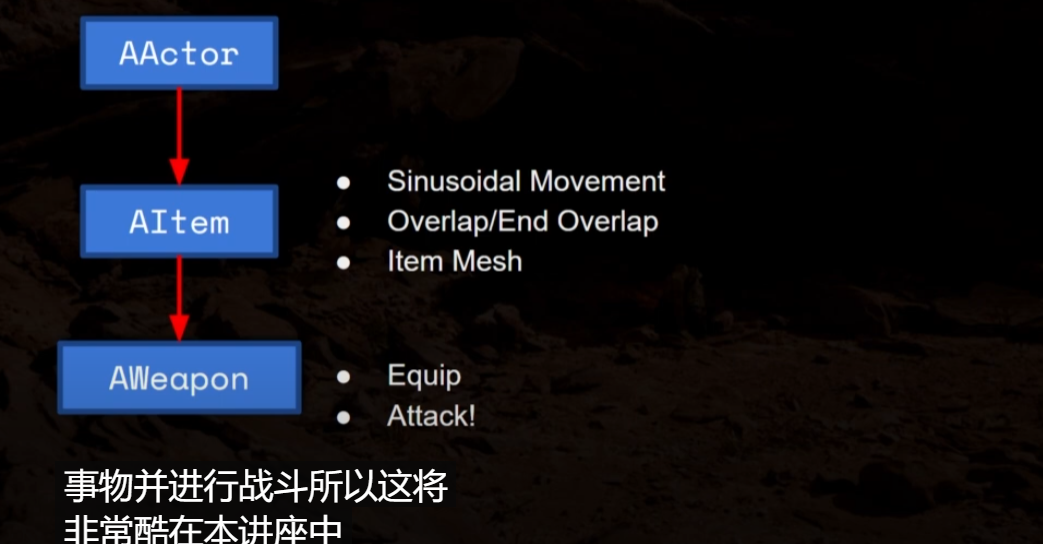 AActor
AItem
● Sinusoidal Movement
● Overlap/End Overlap
● Item Mesh
AWeapon
● Equip
● Attack!
事物并进行战斗所以这将
非常酷在本讲座中